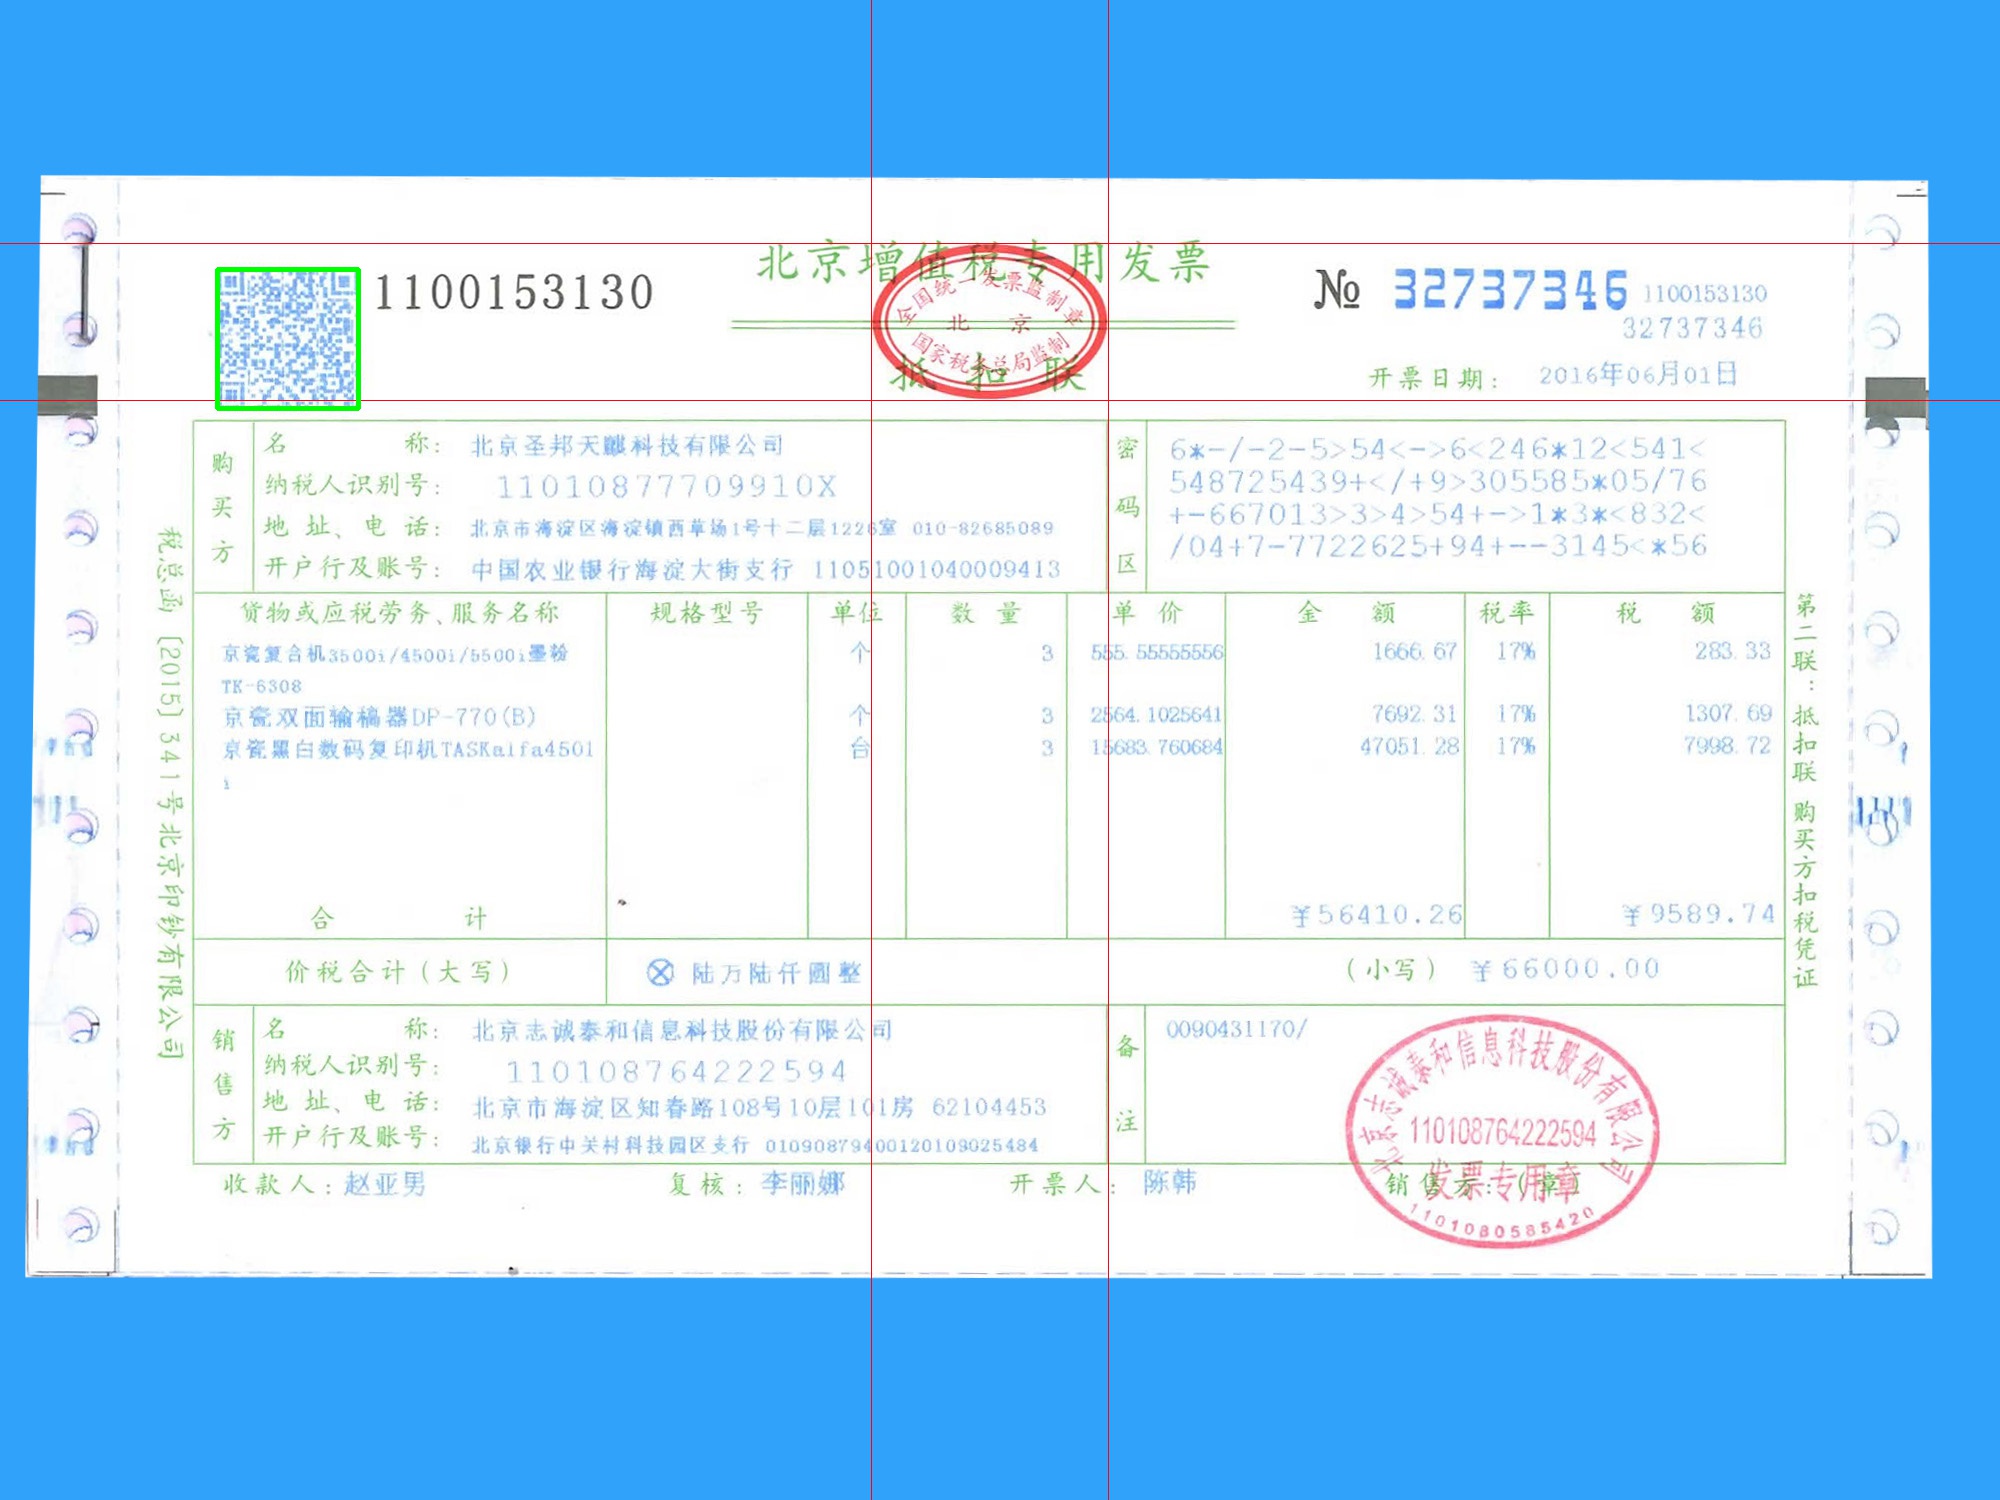 北京增值税专用发票
1100153130
№ 32737346 1100153130
32737346
全国统一发票监制章
北京
国家税务总局监制
抵扣联
开票日期: 2016年06月01日
购买方
名称: 北京圣邦天麒科技有限公司
纳税人识别号: 11010877709910X
地址、电话: 北京市海淀区海淀镇西草场1号十二层1226室 010-82685089
开户行及账号: 中国农业银行海淀大街支行 11051001040009413
密码区
6*-/-2-5>54<->6<246*12<541<
548725439+</+9>305585*05/76
+-667013>3>4>54+->1*3*<832<
/04+7-7722625+94+--3145<*56
货物或应税劳务、服务名称 规格型号 单位 数量 单价 金额 税率 税额
京瓷复合机3500i/4500i/5500i墨粉 个 3 555.55555556 1666.67 17% 283.33
TK-6308
京瓷双面输稿器DP-770(B) 个 3 2564.1025641 7692.31 17% 1307.69
京瓷黑白数码复印机TASKalfa4501 台 3 15683.760684 47051.28 17% 7998.72
i
合计 ¥56410.26 ¥9589.74
价税合计(大写) ⊗ 陆万陆仟圆整 (小写) ¥66000.00
销售方
名称: 北京志诚泰和信息科技股份有限公司
纳税人识别号: 110108764222594
地址、电话: 北京市海淀区知春路108号10层101房 62104453
开户行及账号: 北京银行中关村科技园区支行 01090879400120109025484
备注
0090431170/
收款人: 赵亚男 复核: 李丽娜 开票人: 陈韩 销售方: (章)
北京志诚泰和信息科技股份有限公司
110108764222594
发票专用章
1101080585420
税总函〔2015〕341号北京印钞有限公司
第二联: 抵扣联 购买方扣税凭证